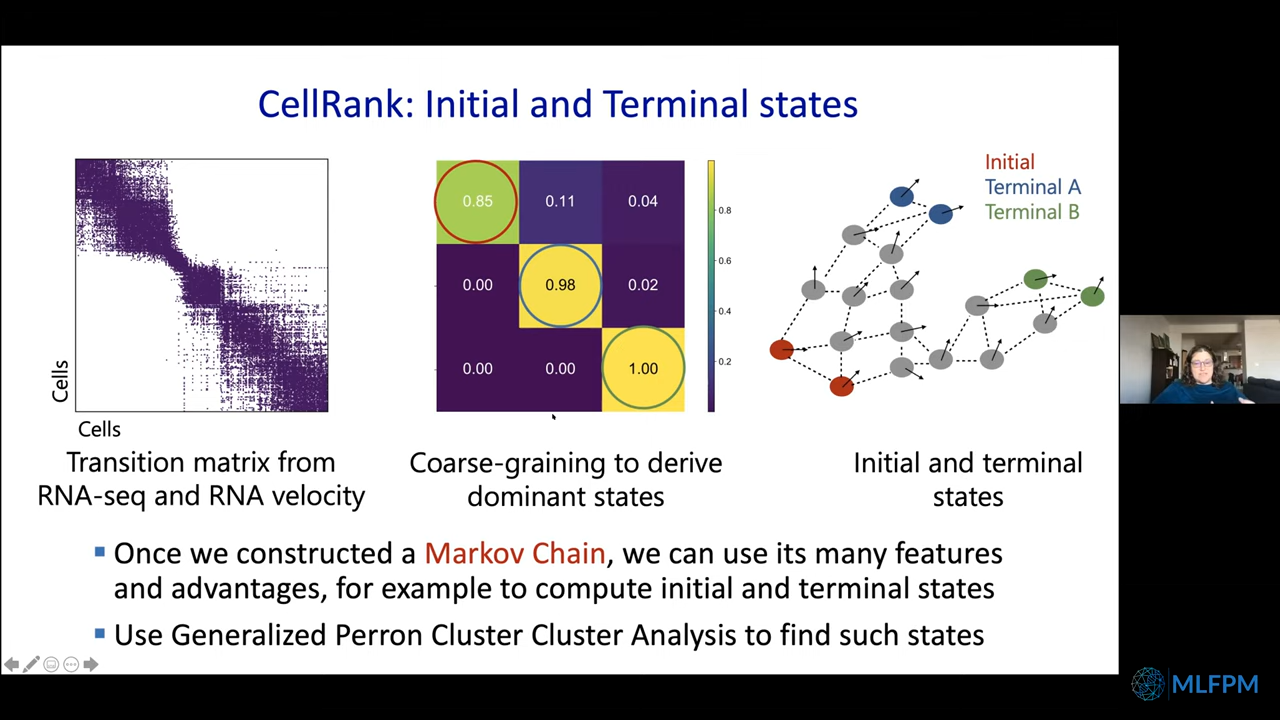 CellRank: Initial and Terminal states
Cells
Cells
Transition matrix from
RNA-seq and RNA velocity
0.85 0.11 0.04
0.00 0.98 0.02
0.00 0.00 1.00
0.8
0.6
0.4
0.2
Coarse-graining to derive
dominant states
Initial
Terminal A
Terminal B
Initial and terminal
states
Once we constructed a Markov Chain, we can use its many features
and advantages, for example to compute initial and terminal states
Use Generalized Perron Cluster Cluster Analysis to find such states
MLFPM